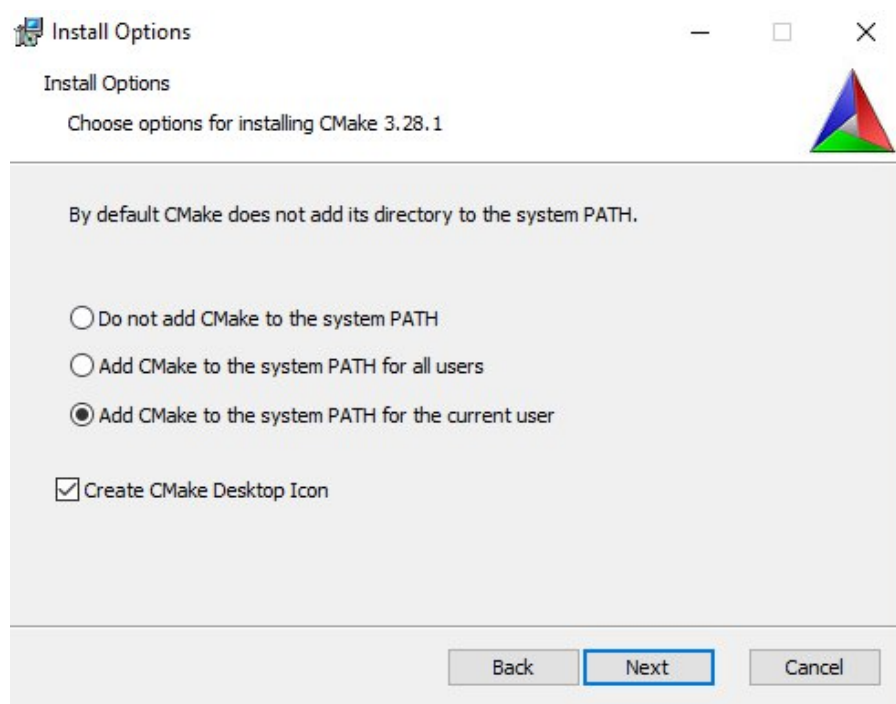 Install Options
Install Options
Choose options for installing CMake 3.28.1
By default CMake does not add its directory to the system PATH.
Do not add CMake to the system PATH
Add CMake to the system PATH for all users
Add CMake to the system PATH for the current user
Create CMake Desktop Icon
Back Next Cancel